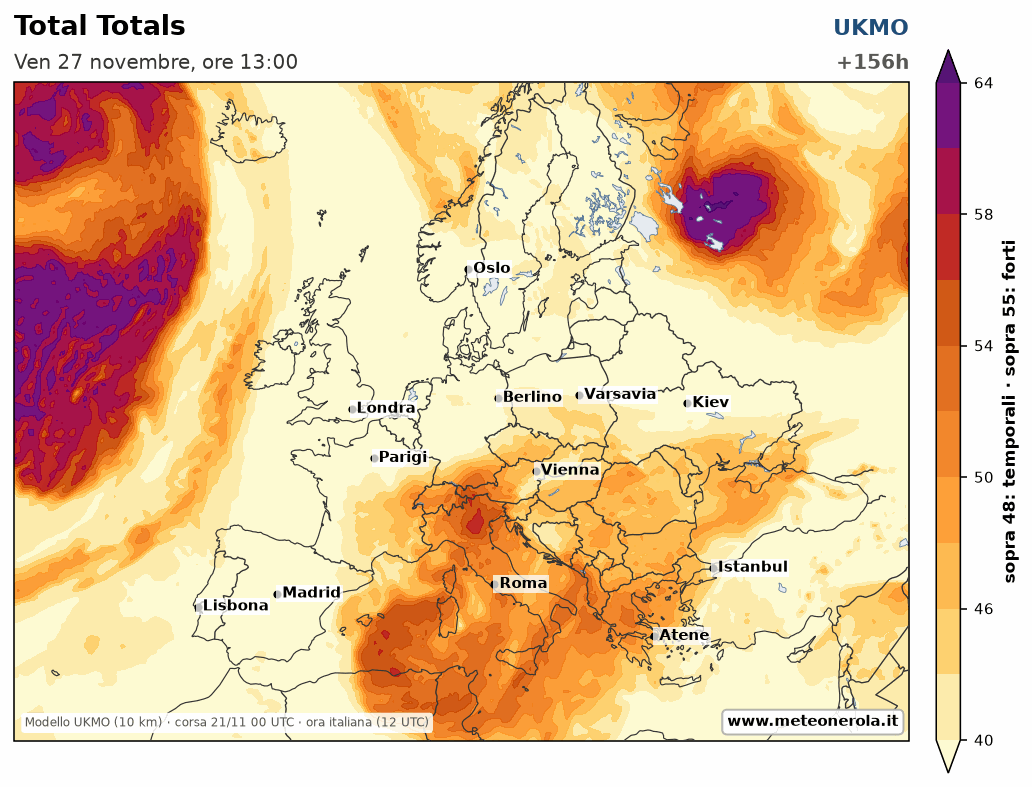 Total Totals
UKMO
Ven 27 novembre, ore 13:00
+156h
64
58
54
50
46
40
sopra 48: temporali · sopra 55: forti
Oslo
Londra
Berlino
Varsavia
Kiev
Parigi
Vienna
Istanbul
Roma
Madrid
Lisbona
Atene
Modello UKMO (10 km) · corsa 21/11 00 UTC · ora italiana (12 UTC)
www.meteonerola.it